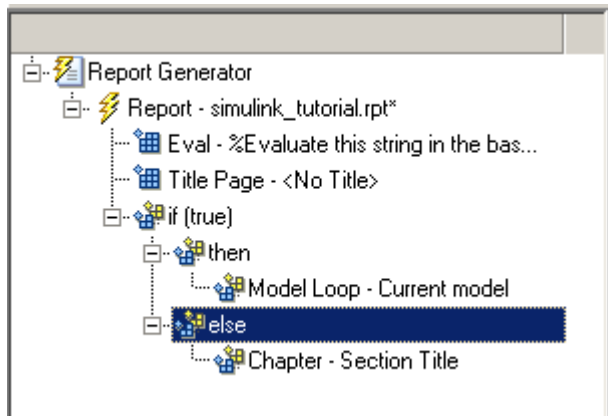 Report Generator
Report - simulink_tutorial.rpt*
Eval - %Evaluate this string in the bas...
Title Page - <No Title>
if (true)
then
Model Loop - Current model
else
Chapter - Section Title